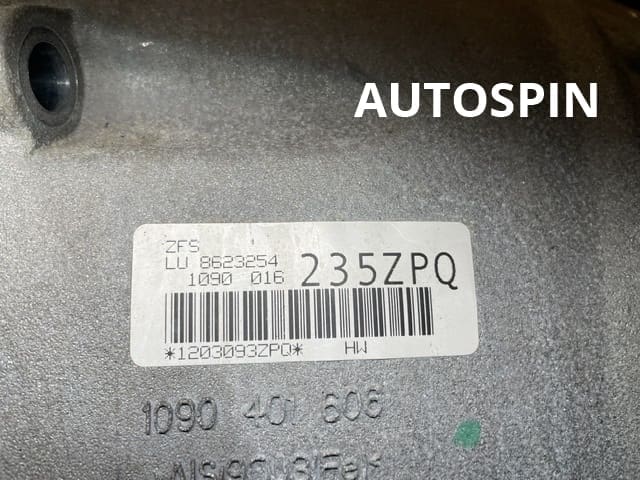 AUTOSPIN
ZFS
LU 8623254
1090 016
235ZPQ
*1203093ZPQ* HW
1090 401 606